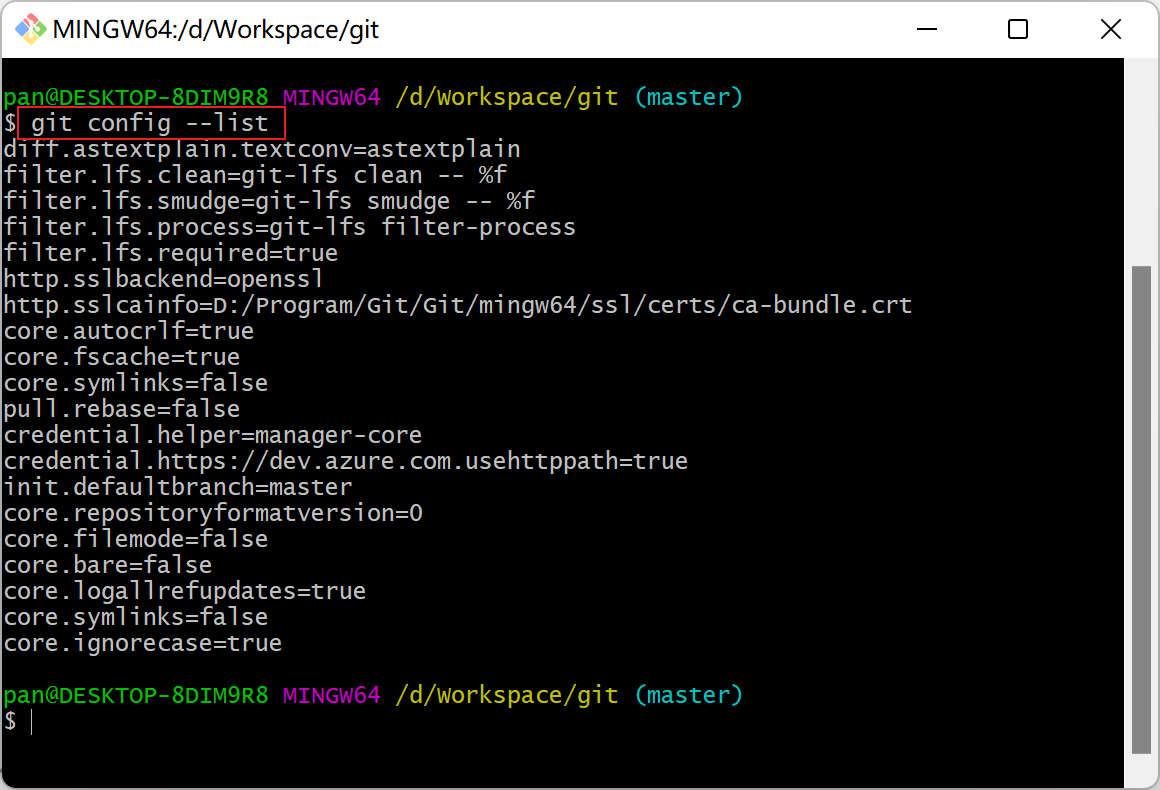 MINGW64:/d/Workspace/git
pan@DESKTOP-8DIM9R8 MINGW64 /d/Workspace/git (master)
$ git config --list
diff.astextplain.textconv=astextplain
filter.lfs.clean=git-lfs clean -- %f
filter.lfs.smudge=git-lfs smudge -- %f
filter.lfs.process=git-lfs filter-process
filter.lfs.required=true
http.sslbackend=openssl
http.sslcainfo=D:/Program/Git/Git/mingw64/ssl/certs/ca-bundle.crt
core.autocrlf=true
core.fscache=true
core.symlinks=false
pull.rebase=false
credential.helper=manager-core
credential.https://dev.azure.com.usehttppath=true
init.defaultbranch=master
core.repositoryformatversion=0
core.filemode=false
core.bare=false
core.logallrefupdates=true
core.symlinks=false
core.ignorecase=true
pan@DESKTOP-8DIM9R8 MINGW64 /d/Workspace/git (master)
$